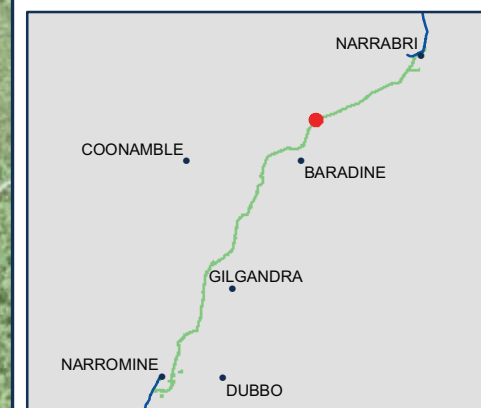 NARRABRI
COONAMBLE
BARADINE
GILGANDRA
NARROMINE
DUBBO